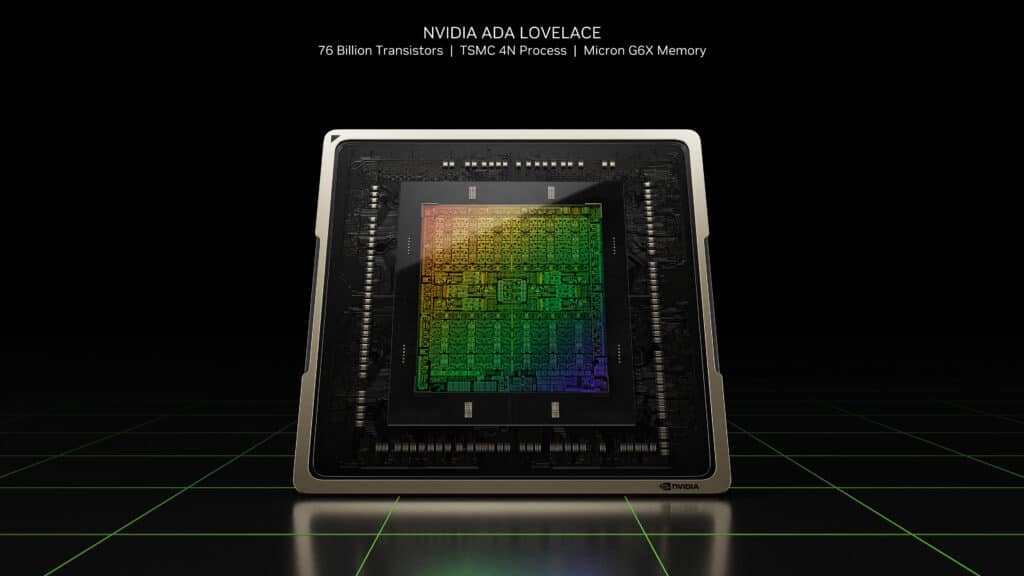 NVIDIA ADA LOVELACE
76 Billion Transistors | TSMC 4N Process | Micron G6X Memory
NVIDIA